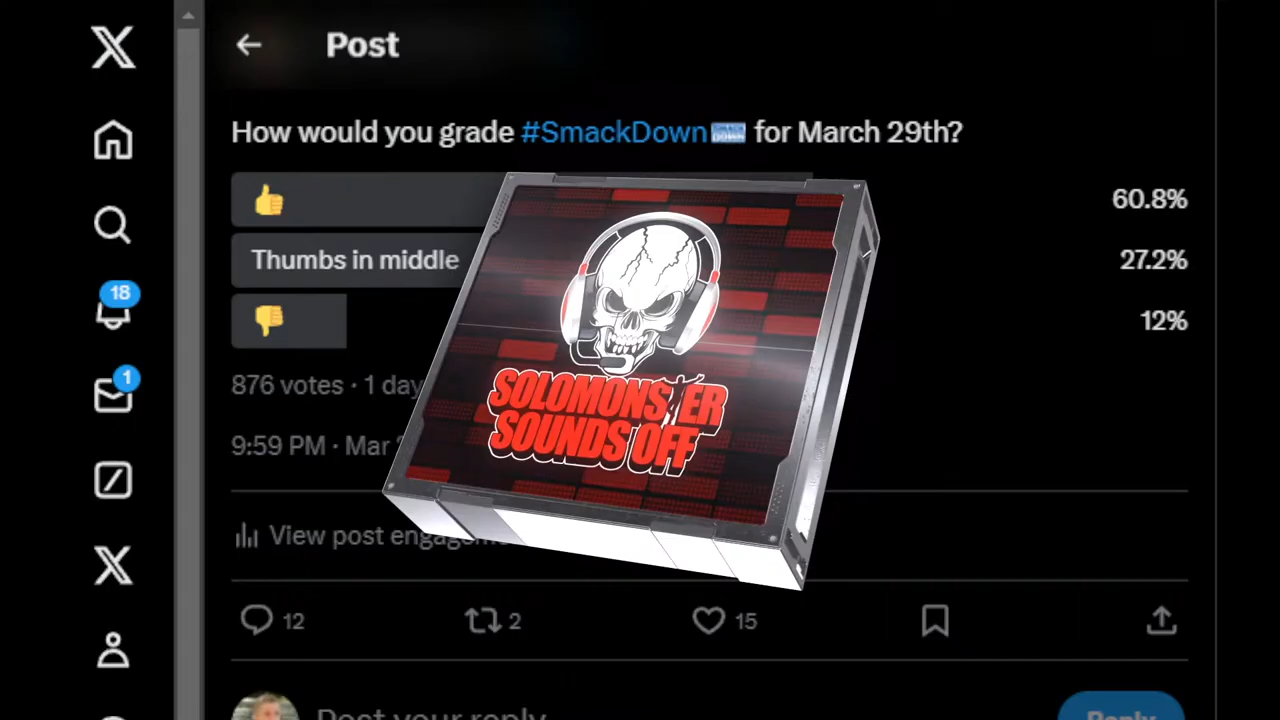 Post
How would you grade #SmackDown for March 29th?
👍 60.8%
Thumbs in middle 27.2%
👎 12%
876 votes · 1 day
9:59 PM · Mar
View post
12 2 15
18
1
SOLOMONSTER
SOUNDS OFF
Post your reply
Reply